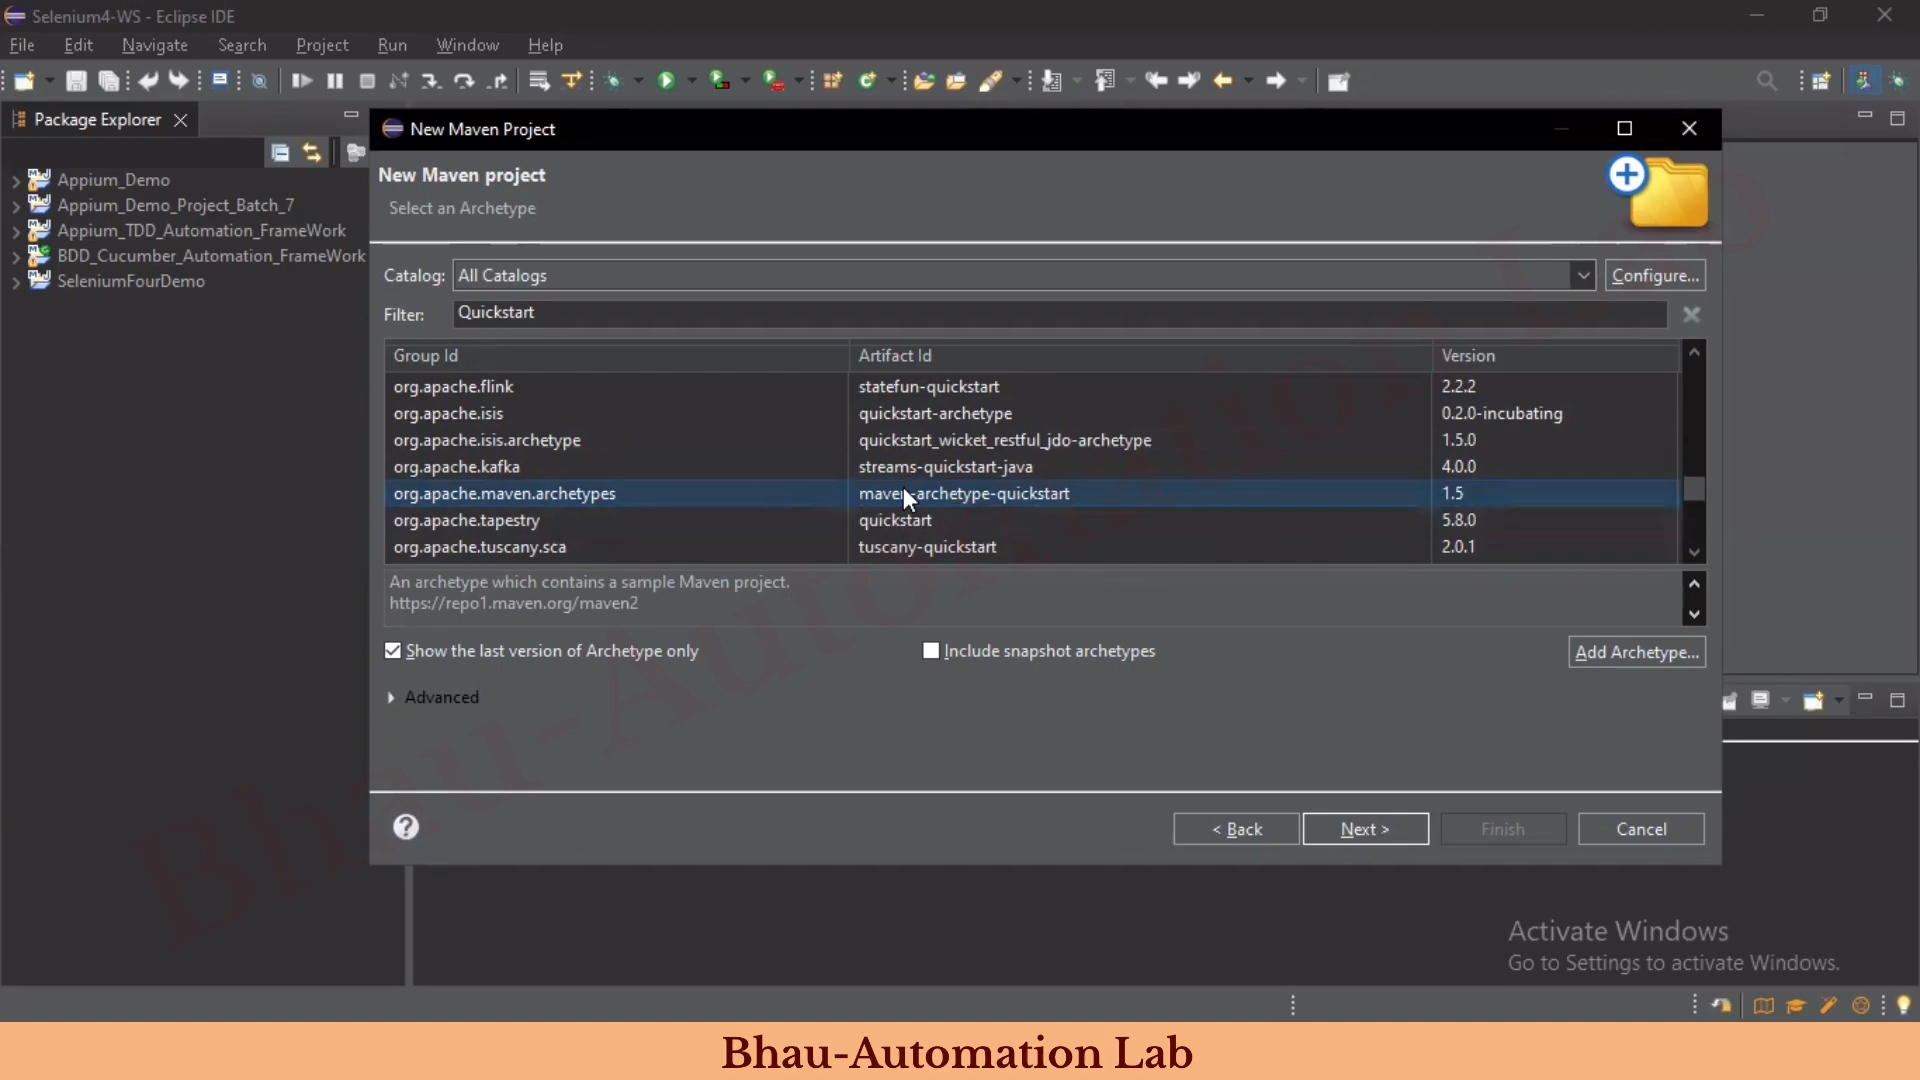 Selenium4-WS - Eclipse IDE
File Edit Navigate Search Project Run Window Help
Package Explorer
Appium_Demo
Appium_Demo_Project_Batch_7
Appium_TDD_Automation_FrameWork
BDD_Cucumber_Automation_FrameWork
SeleniumFourDemo
New Maven Project
New Maven project
Select an Archetype
Catalog: All Catalogs Configure...
Filter: Quickstart
Group Id Artifact Id Version
org.apache.flink statefun-quickstart 2.2.2
org.apache.isis quickstart-archetype 0.2.0-incubating
org.apache.isis.archetype quickstart_wicket_restful_jdo-archetype 1.5.0
org.apache.kafka streams-quickstart-java 4.0.0
org.apache.maven.archetypes maven-archetype-quickstart 1.5
org.apache.tapestry quickstart 5.8.0
org.apache.tuscany.sca tuscany-quickstart 2.0.1
An archetype which contains a sample Maven project.
https://repo1.maven.org/maven2
Show the last version of Archetype only Include snapshot archetypes Add Archetype...
Advanced
< Back Next > Finish Cancel
Activate Windows
Go to Settings to activate Windows.
Bhau-Automation Lab
Bhau-Automation Lab